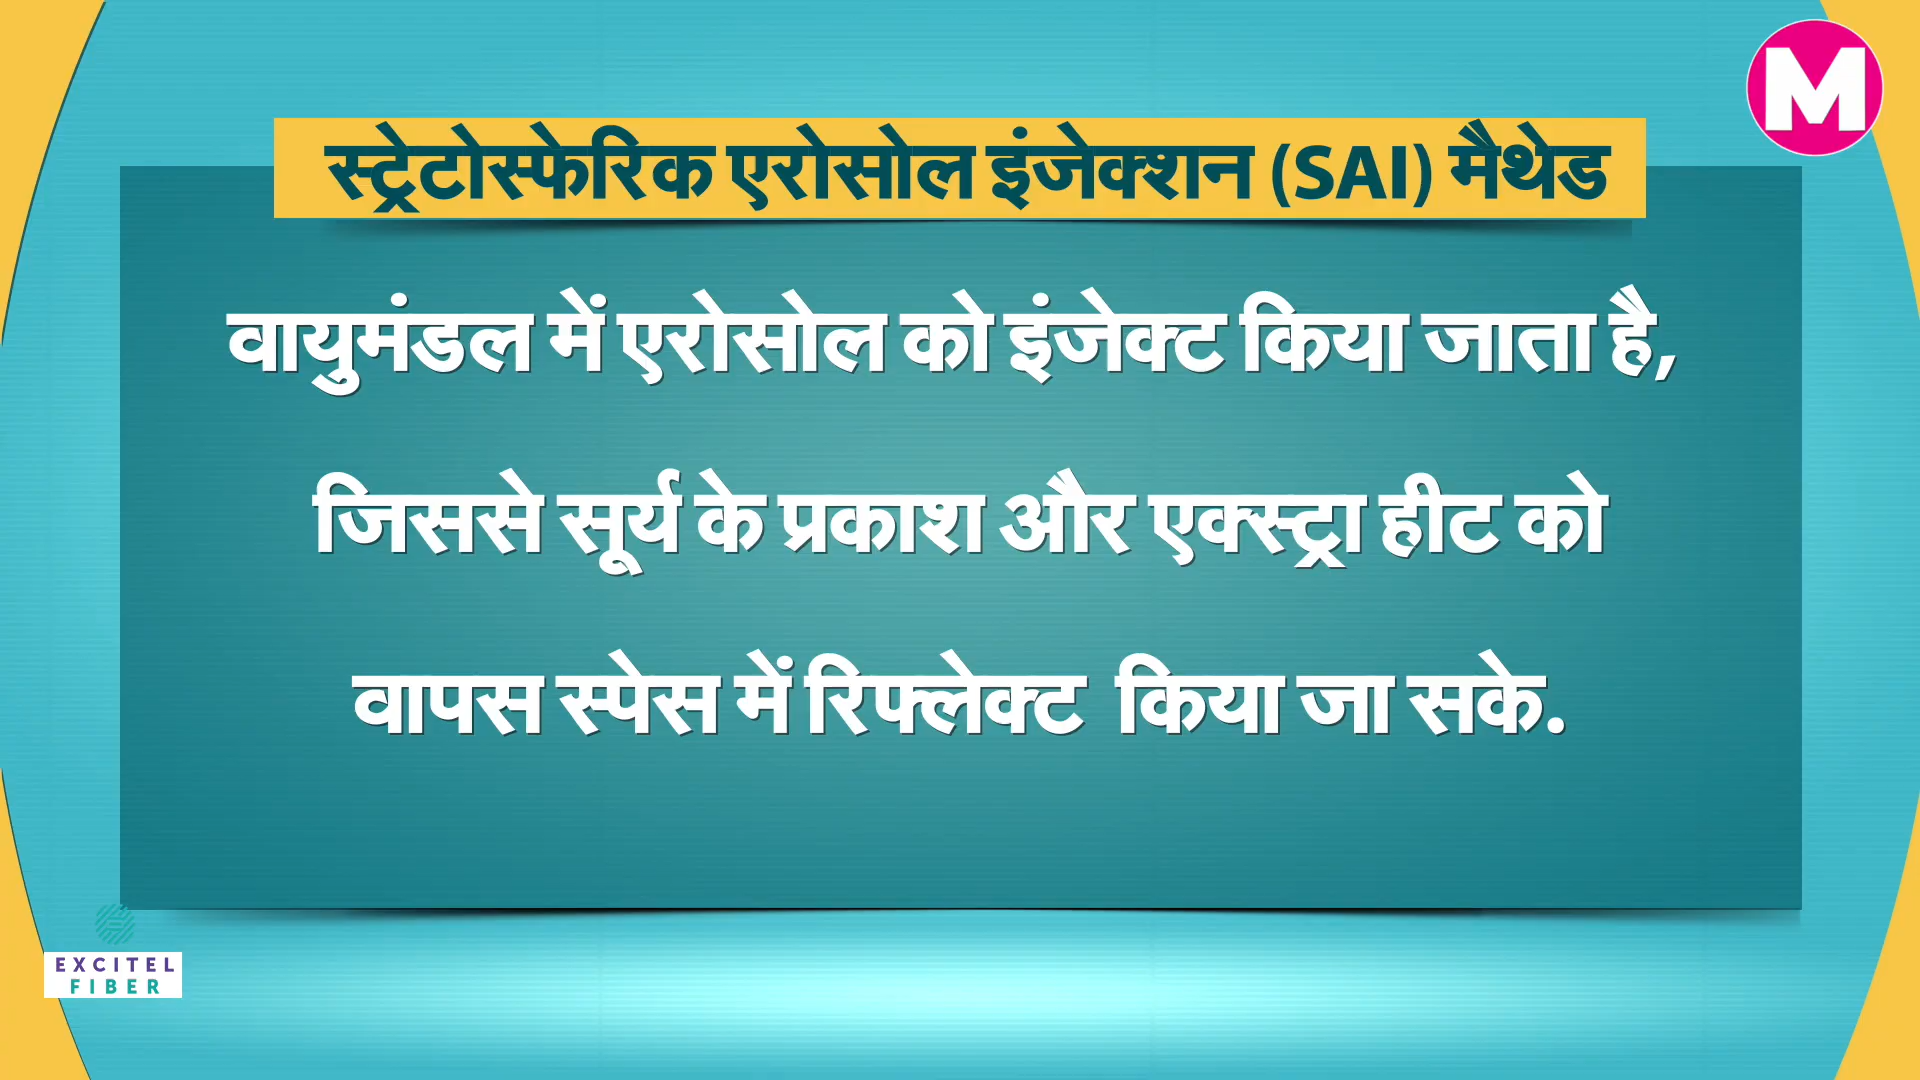 M
स्ट्रेटोस्फेरिक एरोसोल इंजेक्शन (SAI) मैथेड
वायुमंडल में एरोसोल को इंजेक्ट किया जाता है,
जिससे सूर्य के प्रकाश और एक्स्ट्रा हीट को
वापस स्पेस में रिफ्लेक्ट किया जा सके.
EXCITEL
FIBER